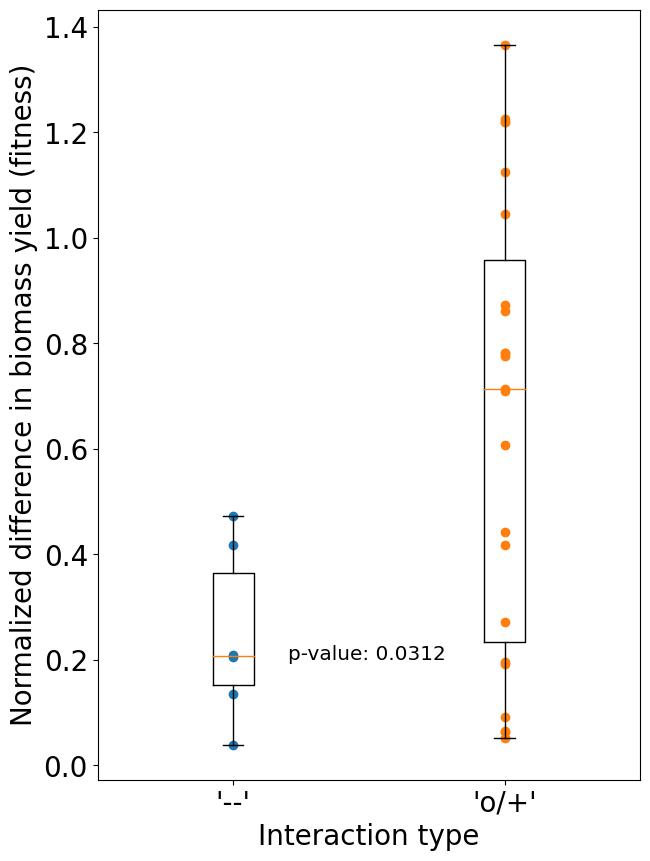 Normalized difference in biomass yield (fitness)
1.4
1.2
1.0
0.8
0.6
0.4
0.2
0.0
p-value: 0.0312
'--'
'o/+'
Interaction type